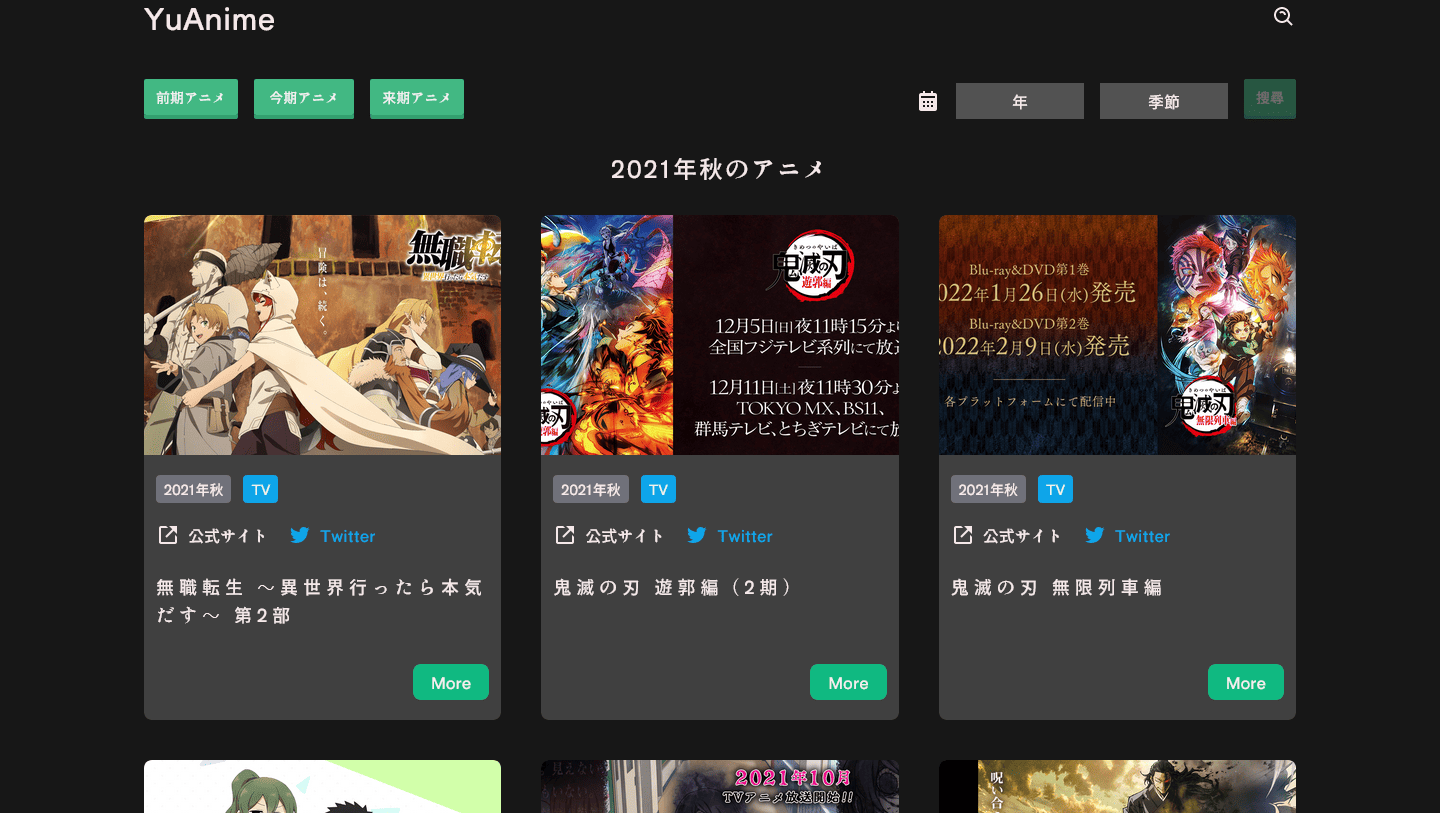 YuAnime
前期アニメ
今期アニメ
来期アニメ
年
季節
搜尋
2021年秋のアニメ
冒険は、続く。
無職転
きめつのやいば
鬼滅の刃
遊郭編
12月5日[日]夜11時15分より
全国フジテレビ系列にて放送
12月11日[土]夜11時30分よ
TOKYO MX、BS11、
群馬テレビ、とちぎテレビにて放
Blu-ray&DVD第1巻
2022年1月26日(水)発売
Blu-ray&DVD第2巻
2022年2月9日(水)発売
各プラットフォームにて配信中
鬼滅の刃
無限列車編
2021年秋
TV
公式サイト
Twitter
無職転生 ～異世界行ったら本気
だす～ 第2部
More
2021年秋
TV
公式サイト
Twitter
鬼滅の刃 遊郭編（2期）
More
2021年秋
TV
公式サイト
Twitter
鬼滅の刃 無限列車編
More
見えない
2021年10月
TVアニメ放送開始!!
呪い合